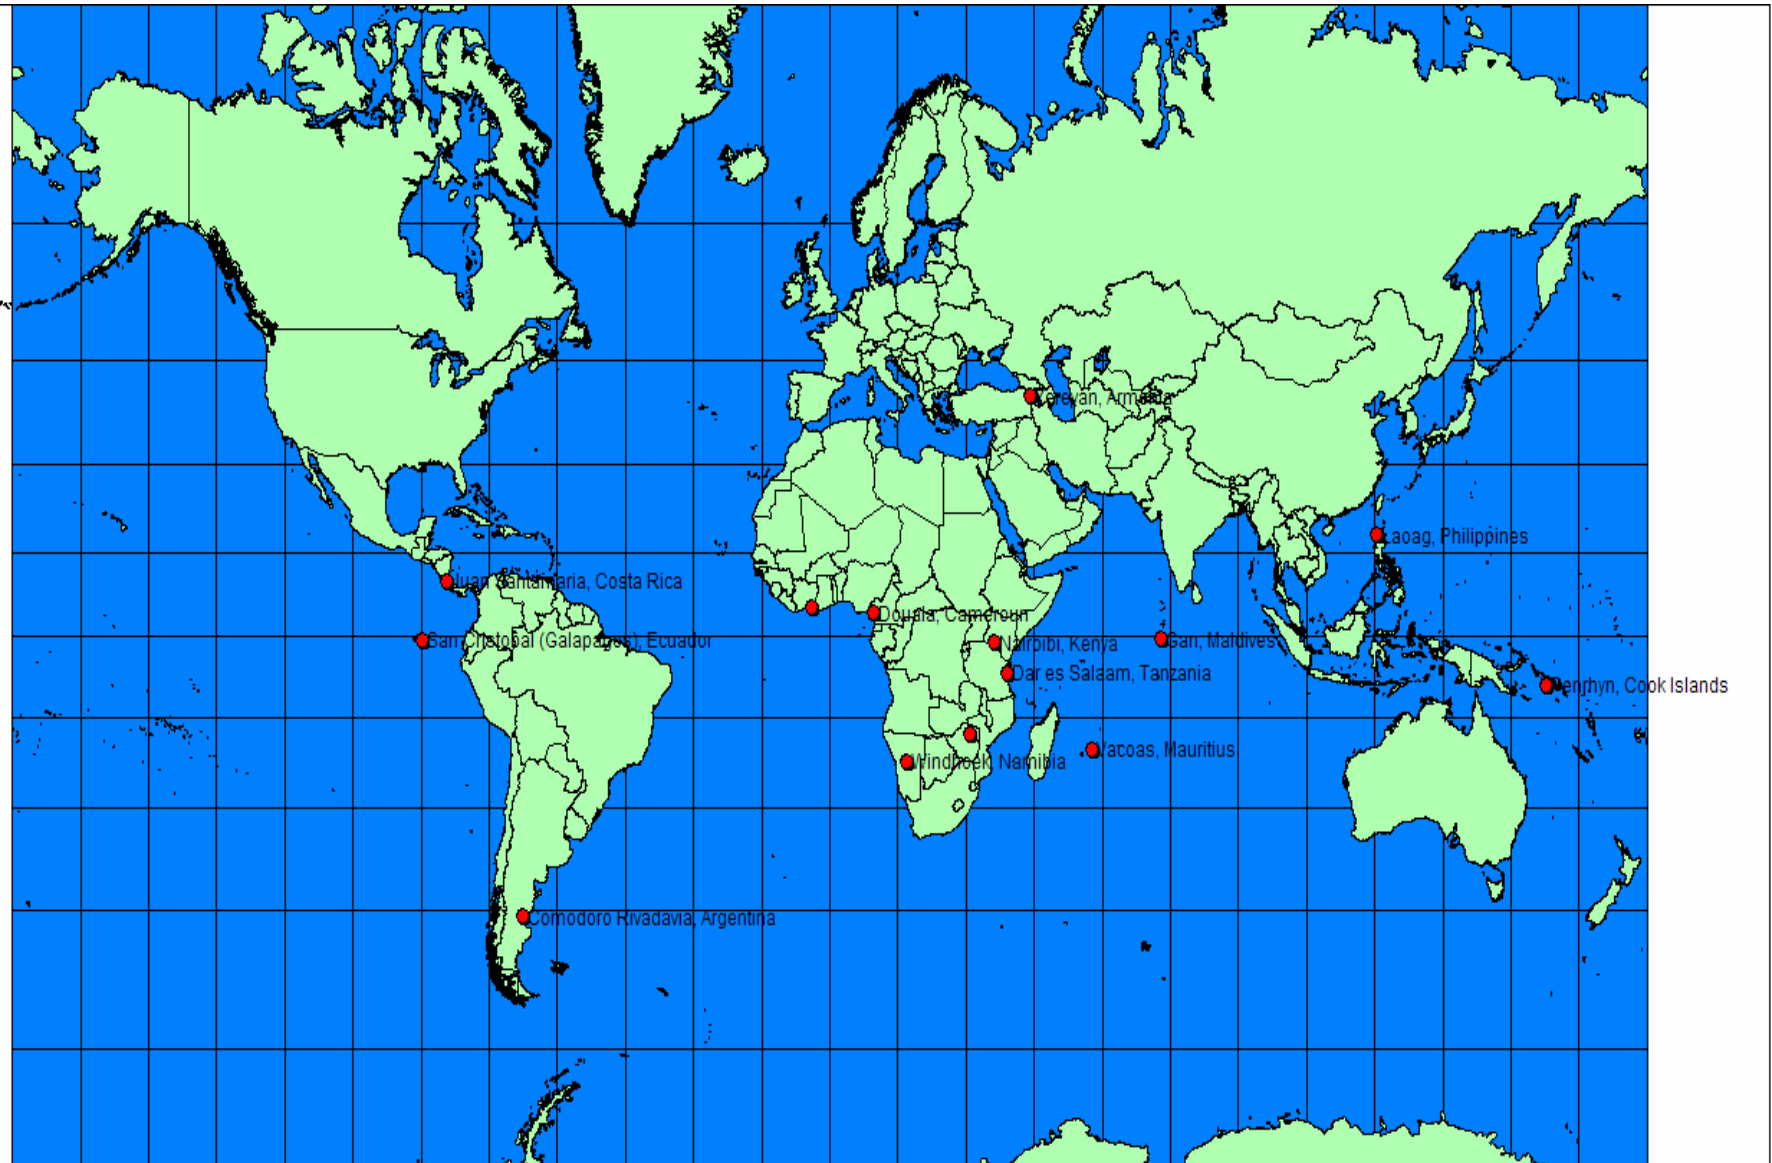 Yerevan, Armenia
Laoag, Philippines
Juan Santamaria, Costa Rica
Douala, Cameroun
San Cristobal (Galapagos), Ecuador
Nairobi, Kenya
Gan, Maldives
Dar es Salaam, Tanzania
Penrhyn, Cook Islands
Vacoas, Mauritius
Windhoek, Namibia
Comodoro Rivadavia, Argentina